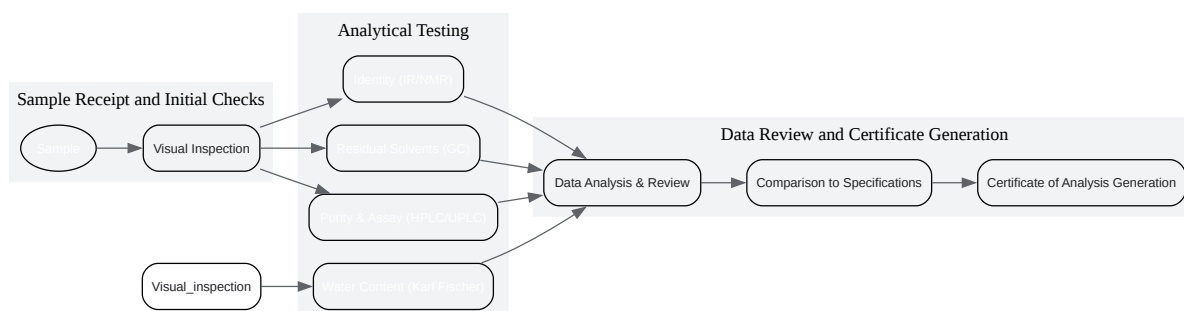 Analytical Testing
Identity (IR/NMR)
Sample Receipt and Initial Checks
Sample
Visual Inspection
Residual Solvents (GC)
Purity & Assay (HPLC/UPLC)
Visual_inspection
Water Content (Karl Fischer)
Data Review and Certificate Generation
Data Analysis & Review
Comparison to Specifications
Certificate of Analysis Generation